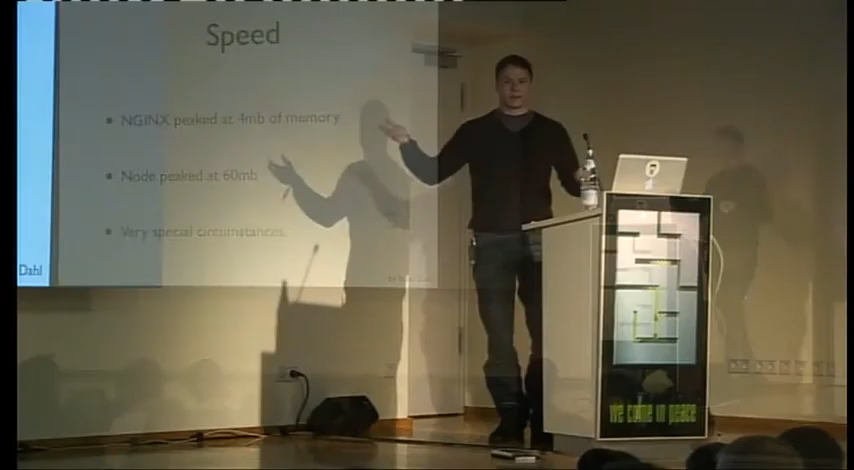 Speed
NGINX peaked at 4mb of memory
Node peaked at 60mb
Very special circumstances.
Dahl
We come in peace